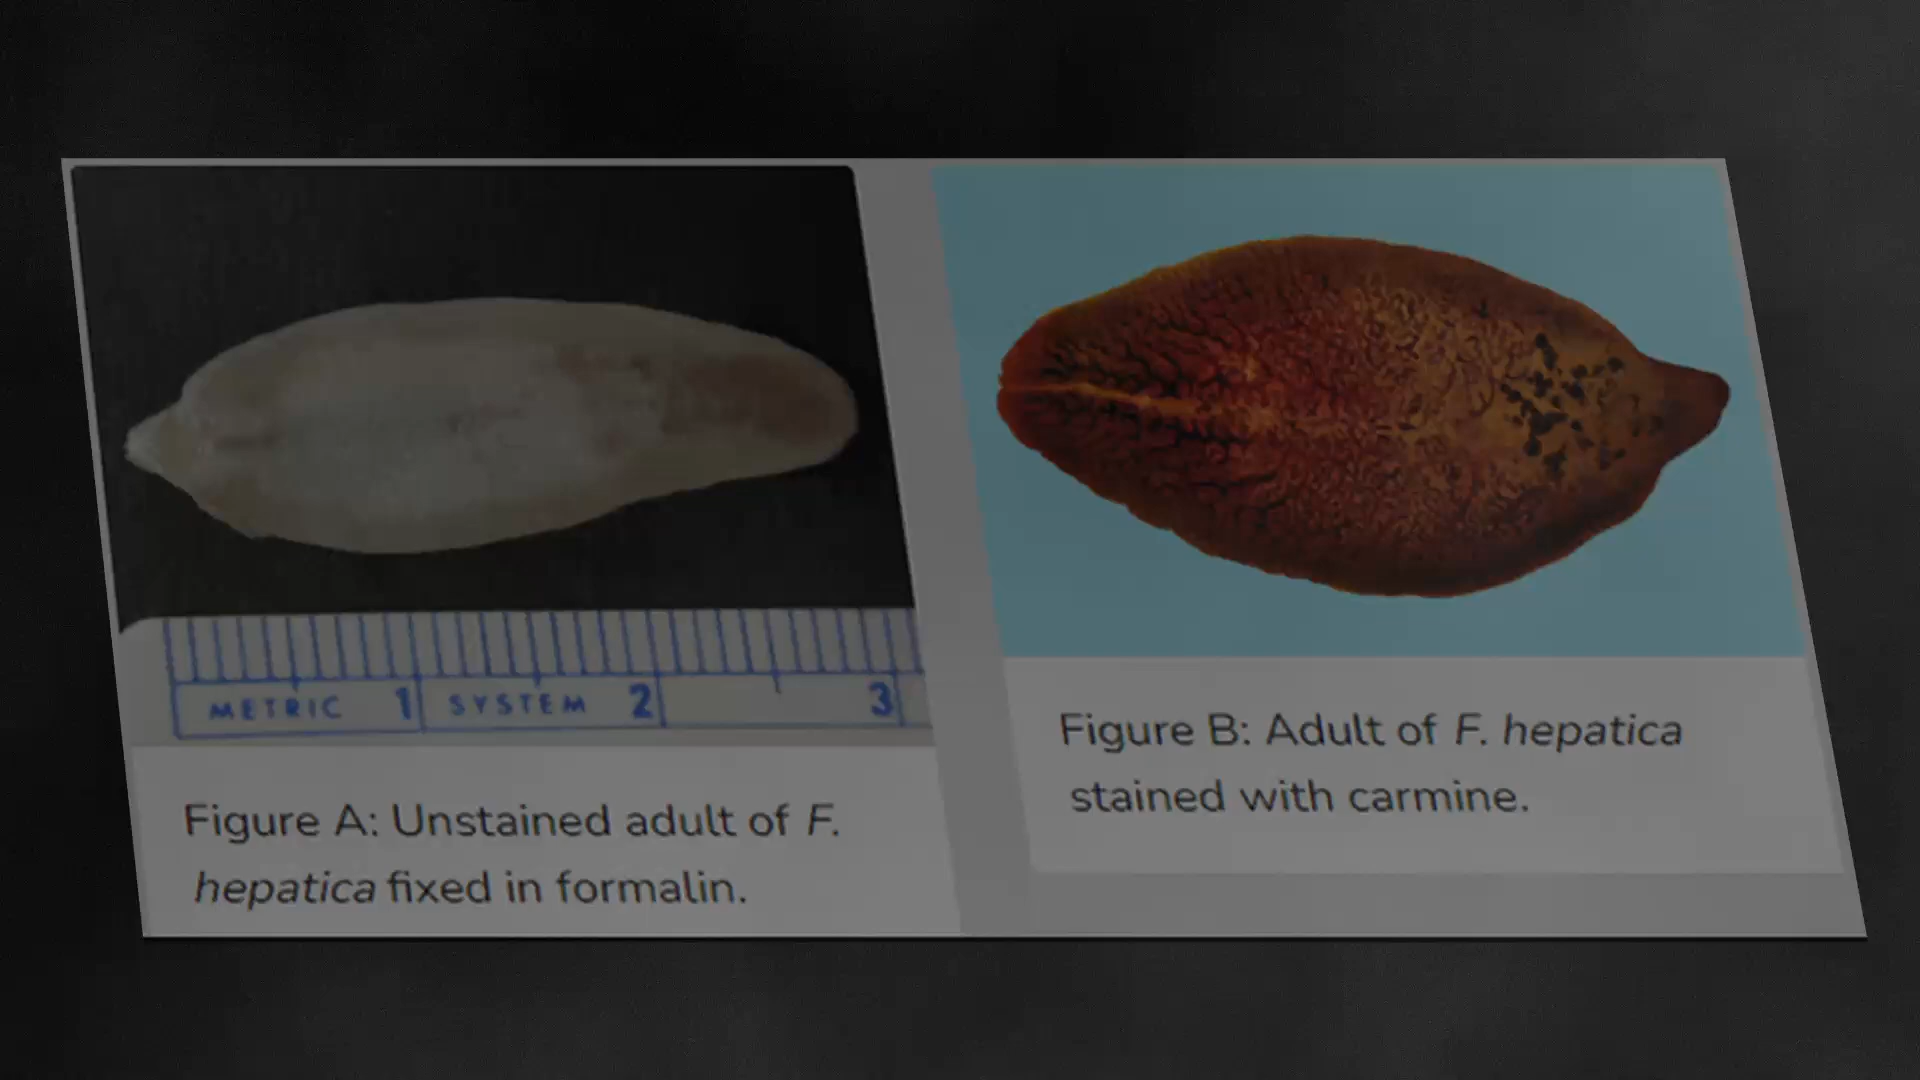 METRIC 1 SYSTEM 2 3
Figure A: Unstained adult of F.
hepatica fixed in formalin.
Figure B: Adult of F. hepatica
stained with carmine.